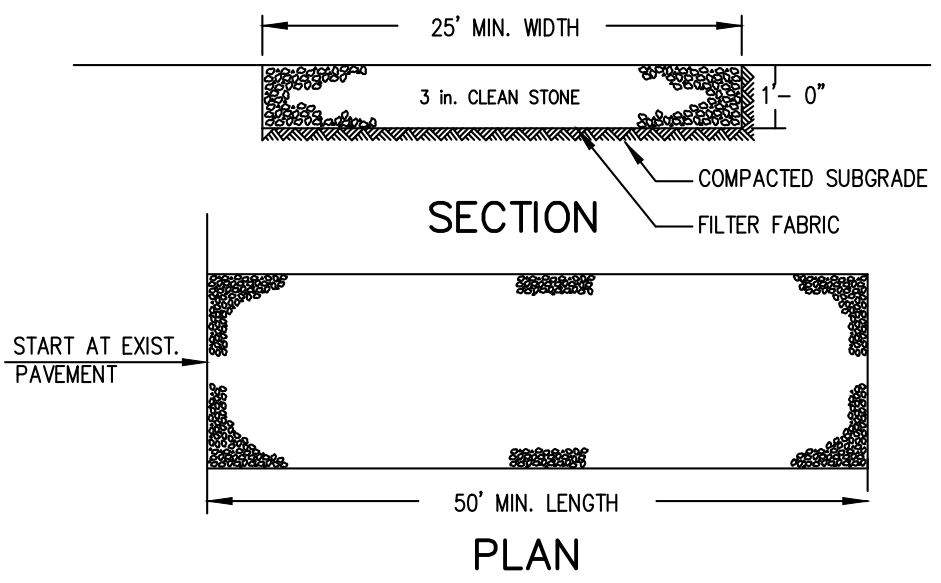 25' MIN. WIDTH
3 in. CLEAN STONE
1'- 0"
COMPACTED SUBGRADE
SECTION
FILTER FABRIC
START AT EXIST.
PAVEMENT
50' MIN. LENGTH
PLAN